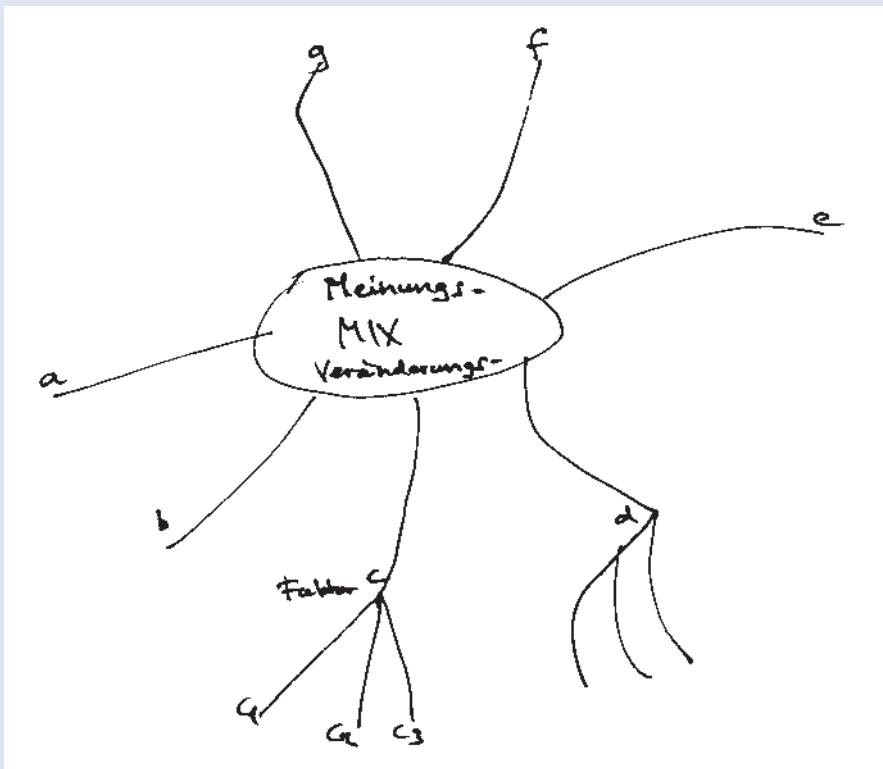 g
f
e
Meinungs-
MIX
Veränderungs-
a
b
d
Faktor C
C1
C2
C3